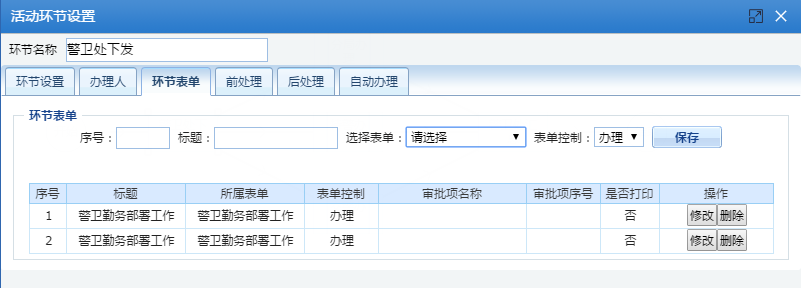 活动环节设置
环节名称 警卫处下发
环节设置 办理人 环节表单 前处理 后处理 自动办理
环节表单
序号： 标题： 选择表单： 请选择 表单控制： 办理 保存
序号 标题 所属表单 表单控制 审批项名称 审批项序号 是否打印 操作
1 警卫勤务部署工作 警卫勤务部署工作 办理 否 修改 删除
2 警卫勤务部署工作 警卫勤务部署工作 办理 否 修改 删除